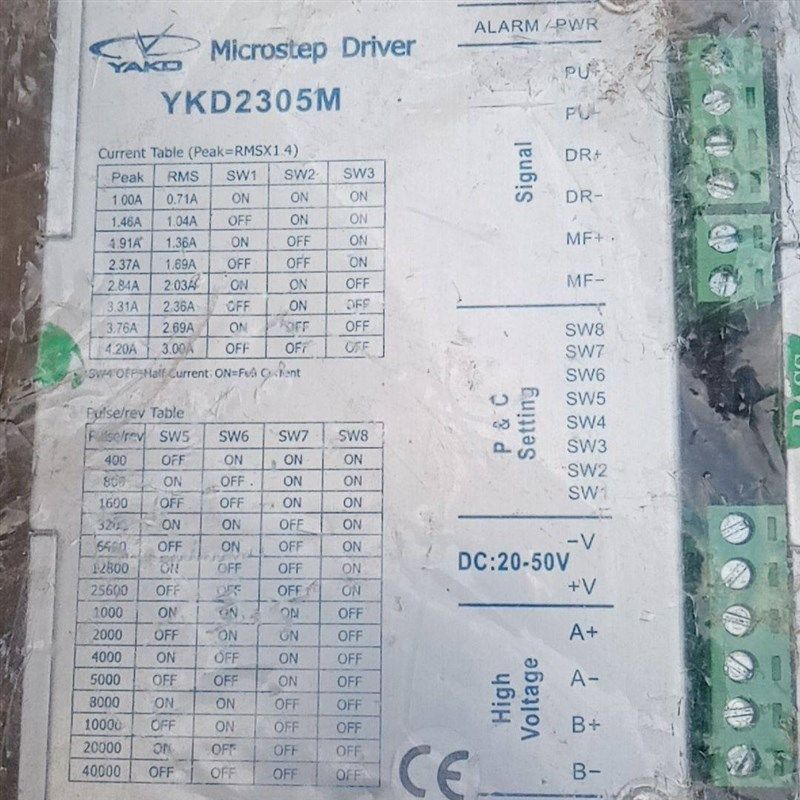 YAKO
Microstep Driver
YKD2305M
Current Table (Peak=RMSX1.4)
Peak RMS SW1 SW2 SW3
1.00A 0.71A ON ON ON
1.46A 1.04A OFF ON ON
1.91A 1.36A ON OFF ON
2.37A 1.69A OFF OFF ON
2.84A 2.03A ON ON OFF
3.31A 2.36A OFF ON OFF
3.76A 2.69A ON OFF OFF
4.20A 3.00A OFF OFF OFF
SW4 OFF=Half Current, ON=Full Current
Pulse/rev Table
Pulse/rev SW5 SW6 SW7 SW8
400 OFF ON ON ON
800 ON OFF ON ON
1600 OFF OFF ON ON
3200 ON ON OFF ON
6400 OFF ON OFF ON
12800 ON OFF OFF ON
25600 OFF OFF OFF ON
1000 ON ON ON OFF
2000 OFF ON ON OFF
4000 ON OFF ON OFF
5000 OFF OFF ON OFF
8000 ON ON OFF OFF
10000 OFF ON OFF OFF
20000 ON OFF OFF OFF
40000 OFF OFF OFF OFF
ALARM / PWR
Signal
PU+
PU-
DR+
DR-
MF+
MF-
P & C
Setting
SW8
SW7
SW6
SW5
SW4
SW3
SW2
SW1
DC:20-50V
-V
+V
High
Voltage
A+
A-
B+
B-
CE